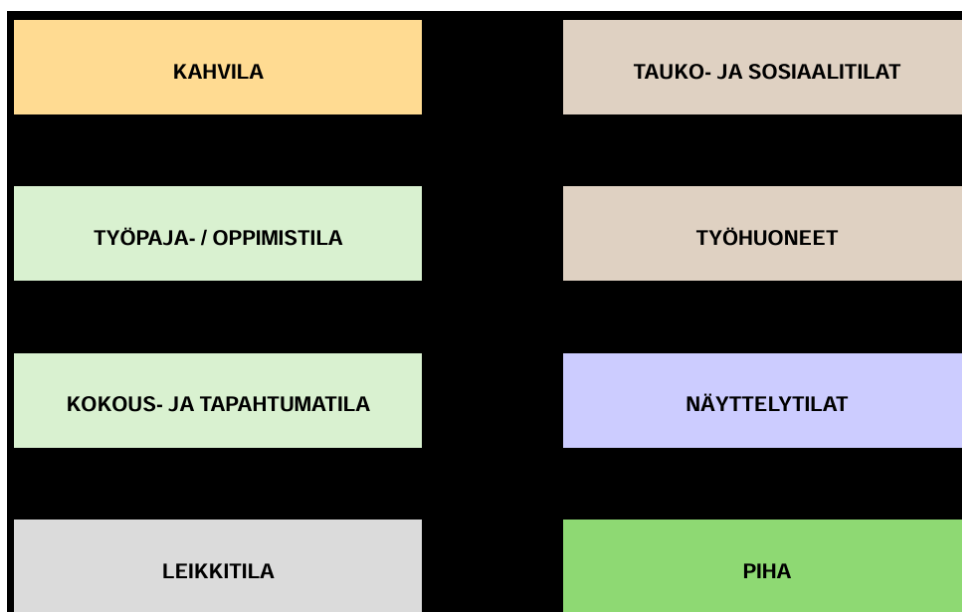 KAHVILA
TAUKO- JA SOSIAALITILAT
TYÖPAJA- / OPPIMISTILA
TYÖHUONEET
KOKOUS- JA TAPAHTUMATILA
NÄYTTELYTILAT
LEIKKITILA
PIHA